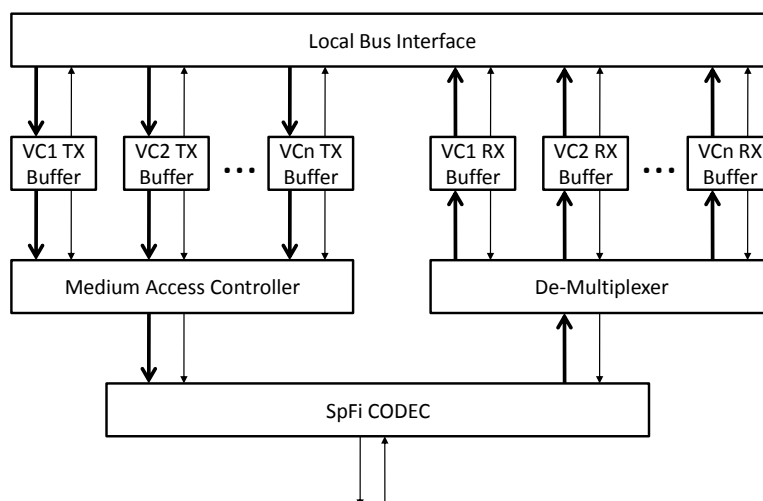 Local Bus Interface
VC1 TX
Buffer
VC2 TX
Buffer
...
VCn TX
Buffer
VC1 RX
Buffer
VC2 RX
Buffer
...
VCn RX
Buffer
Medium Access Controller
De-Multiplexer
SpFi CODEC